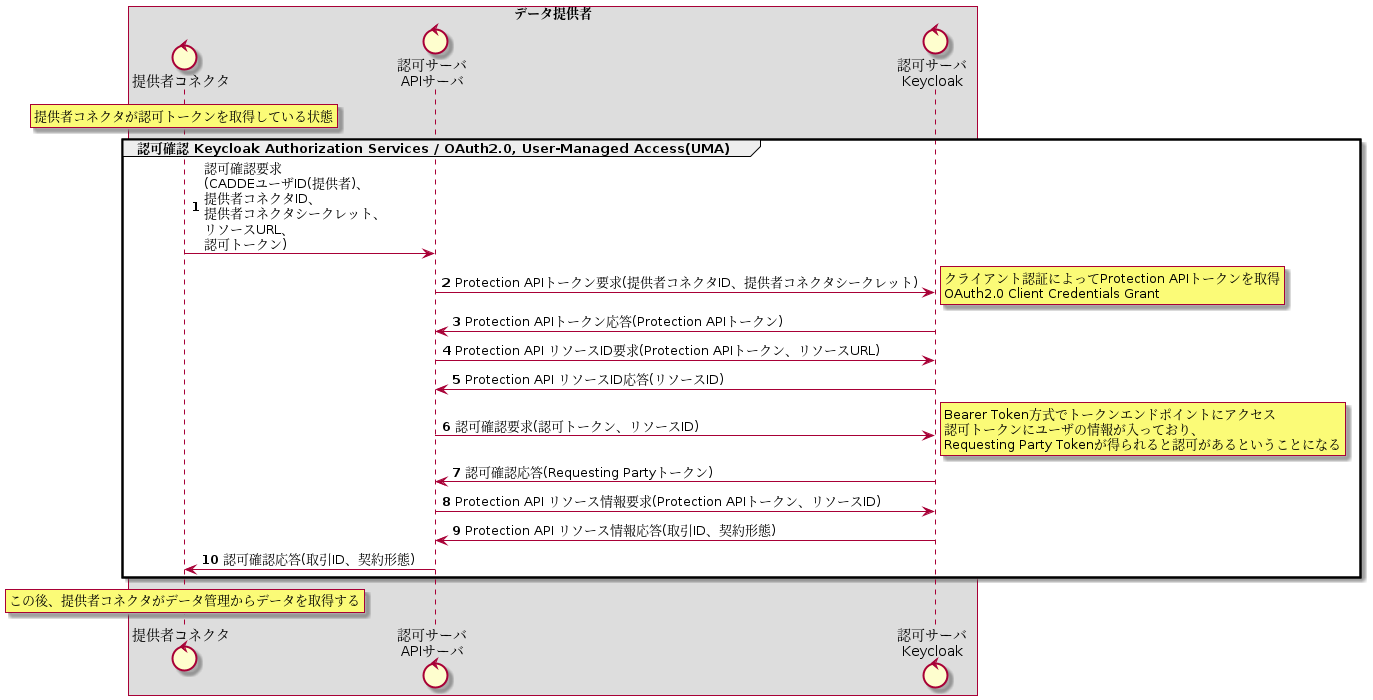 データ提供者
提供者コネクタ
認可サーバ
APIサーバ
認可サーバ
Keycloak
提供者コネクタが認可トークンを取得している状態
認可確認 Keycloak Authorization Services / OAuth2.0, User-Managed Access(UMA)
1 認可確認要求
(CADDEユーザID(提供者)、
提供者コネクタID、
提供者コネクタシークレット、
リソースURL、
認可トークン)
2 Protection APIトークン要求(提供者コネクタID、提供者コネクタシークレット)
クライアント認証によってProtection APIトークンを取得
OAuth2.0 Client Credentials Grant
3 Protection APIトークン応答(Protection APIトークン)
4 Protection API リソースID要求(Protection APIトークン、リソースURL)
5 Protection API リソースID応答(リソースID)
6 認可確認要求(認可トークン、リソースID)
Bearer Token方式でトークンエンドポイントにアクセス
認可トークンにユーザの情報が入っており、
Requesting Party Tokenが得られると認可があるということになる
7 認可確認応答(Requesting Partyトークン)
8 Protection API リソース情報要求(Protection APIトークン、リソースID)
9 Protection API リソース情報応答(取引ID、契約形態)
10 認可確認応答(取引ID、契約形態)
この後、提供者コネクタがデータ管理からデータを取得する
提供者コネクタ
認可サーバ
APIサーバ
認可サーバ
Keycloak